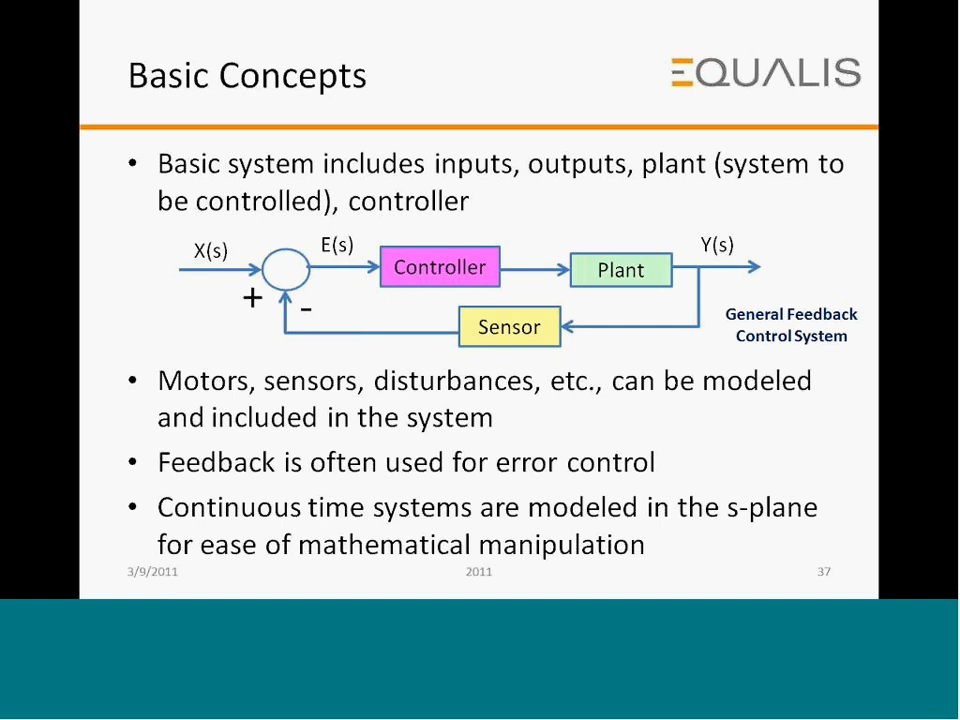 Basic Concepts
EQUALIS
• Basic system includes inputs, outputs, plant (system to
be controlled), controller
X(s)
E(s)
Controller
Plant
Y(s)
+
-
Sensor
General Feedback
Control System
• Motors, sensors, disturbances, etc., can be modeled
and included in the system
• Feedback is often used for error control
• Continuous time systems are modeled in the s-plane
for ease of mathematical manipulation
3/9/2011
2011
37